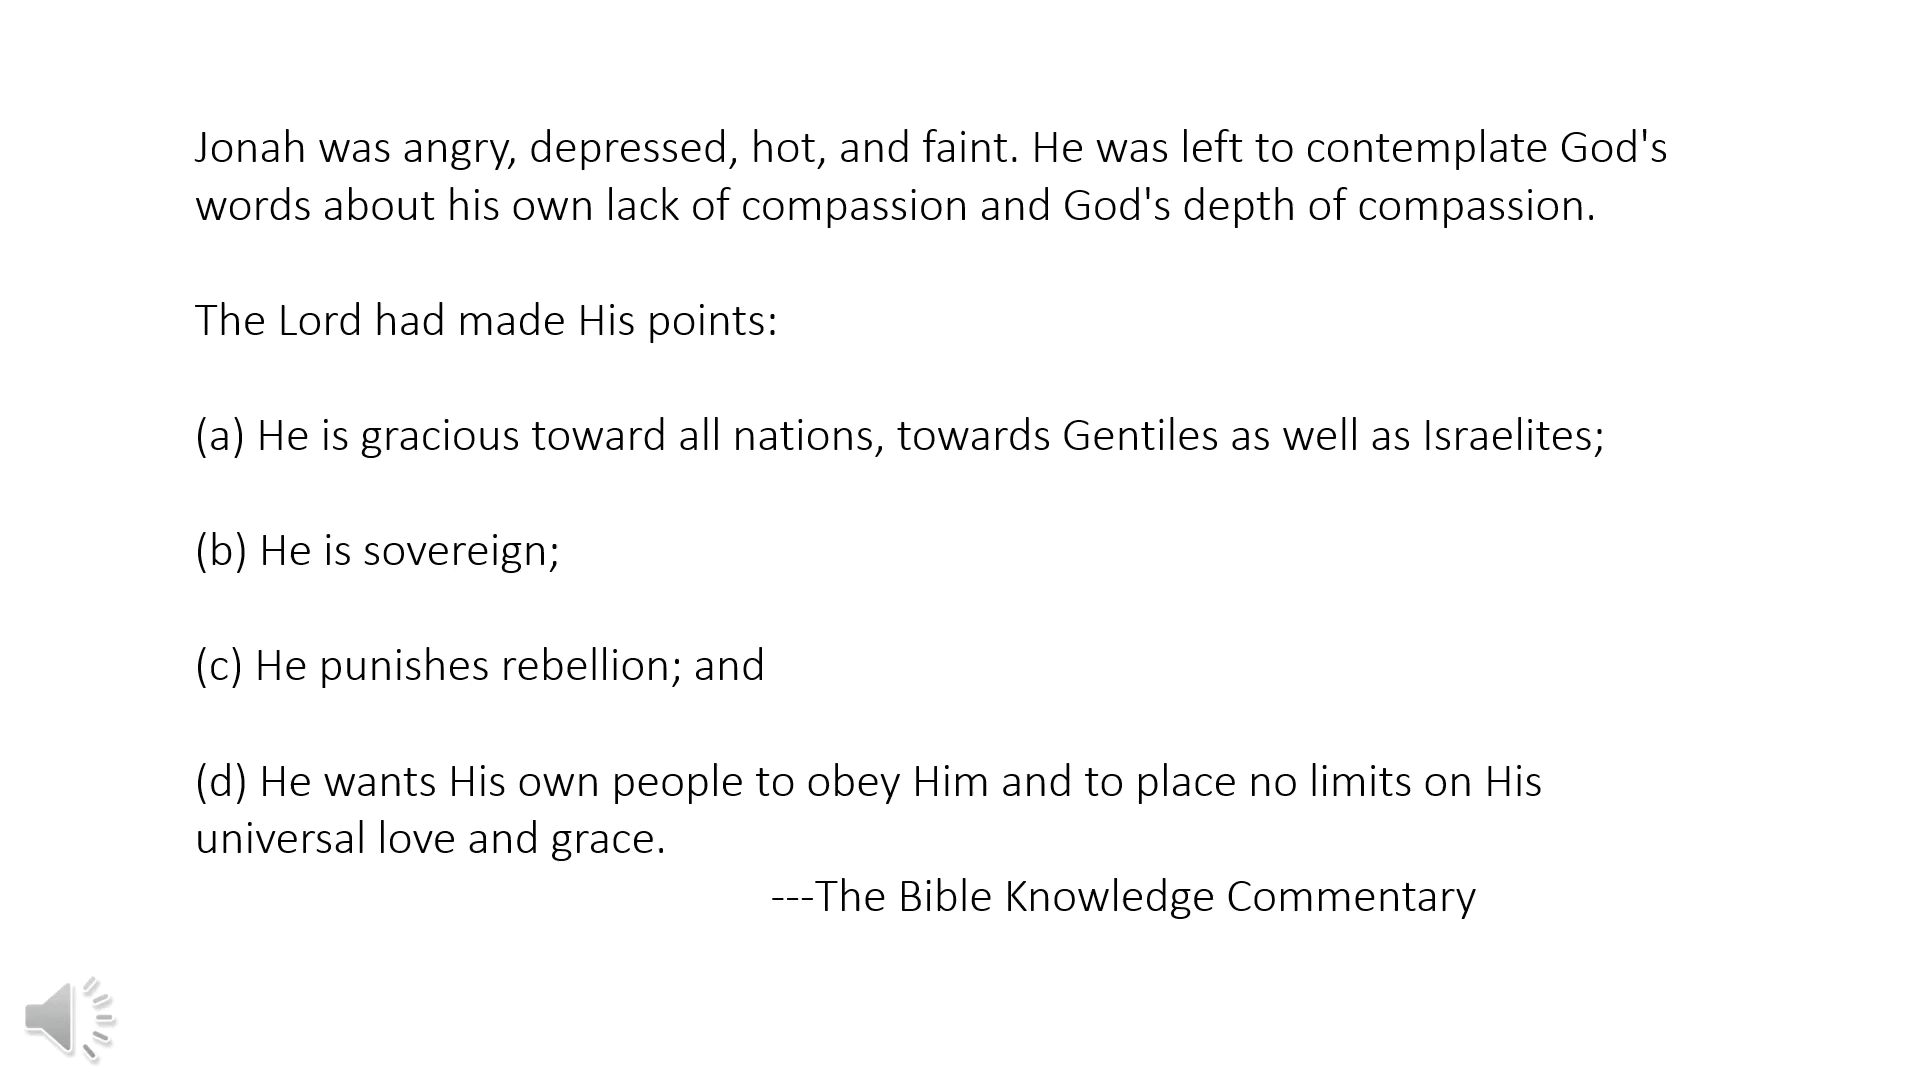 Jonah was angry, depressed, hot, and faint. He was left to contemplate God's
words about his own lack of compassion and God's depth of compassion.
The Lord had made His points:
(a) He is gracious toward all nations, towards Gentiles as well as Israelites;
(b) He is sovereign;
(c) He punishes rebellion; and
(d) He wants His own people to obey Him and to place no limits on His
universal love and grace.
---The Bible Knowledge Commentary